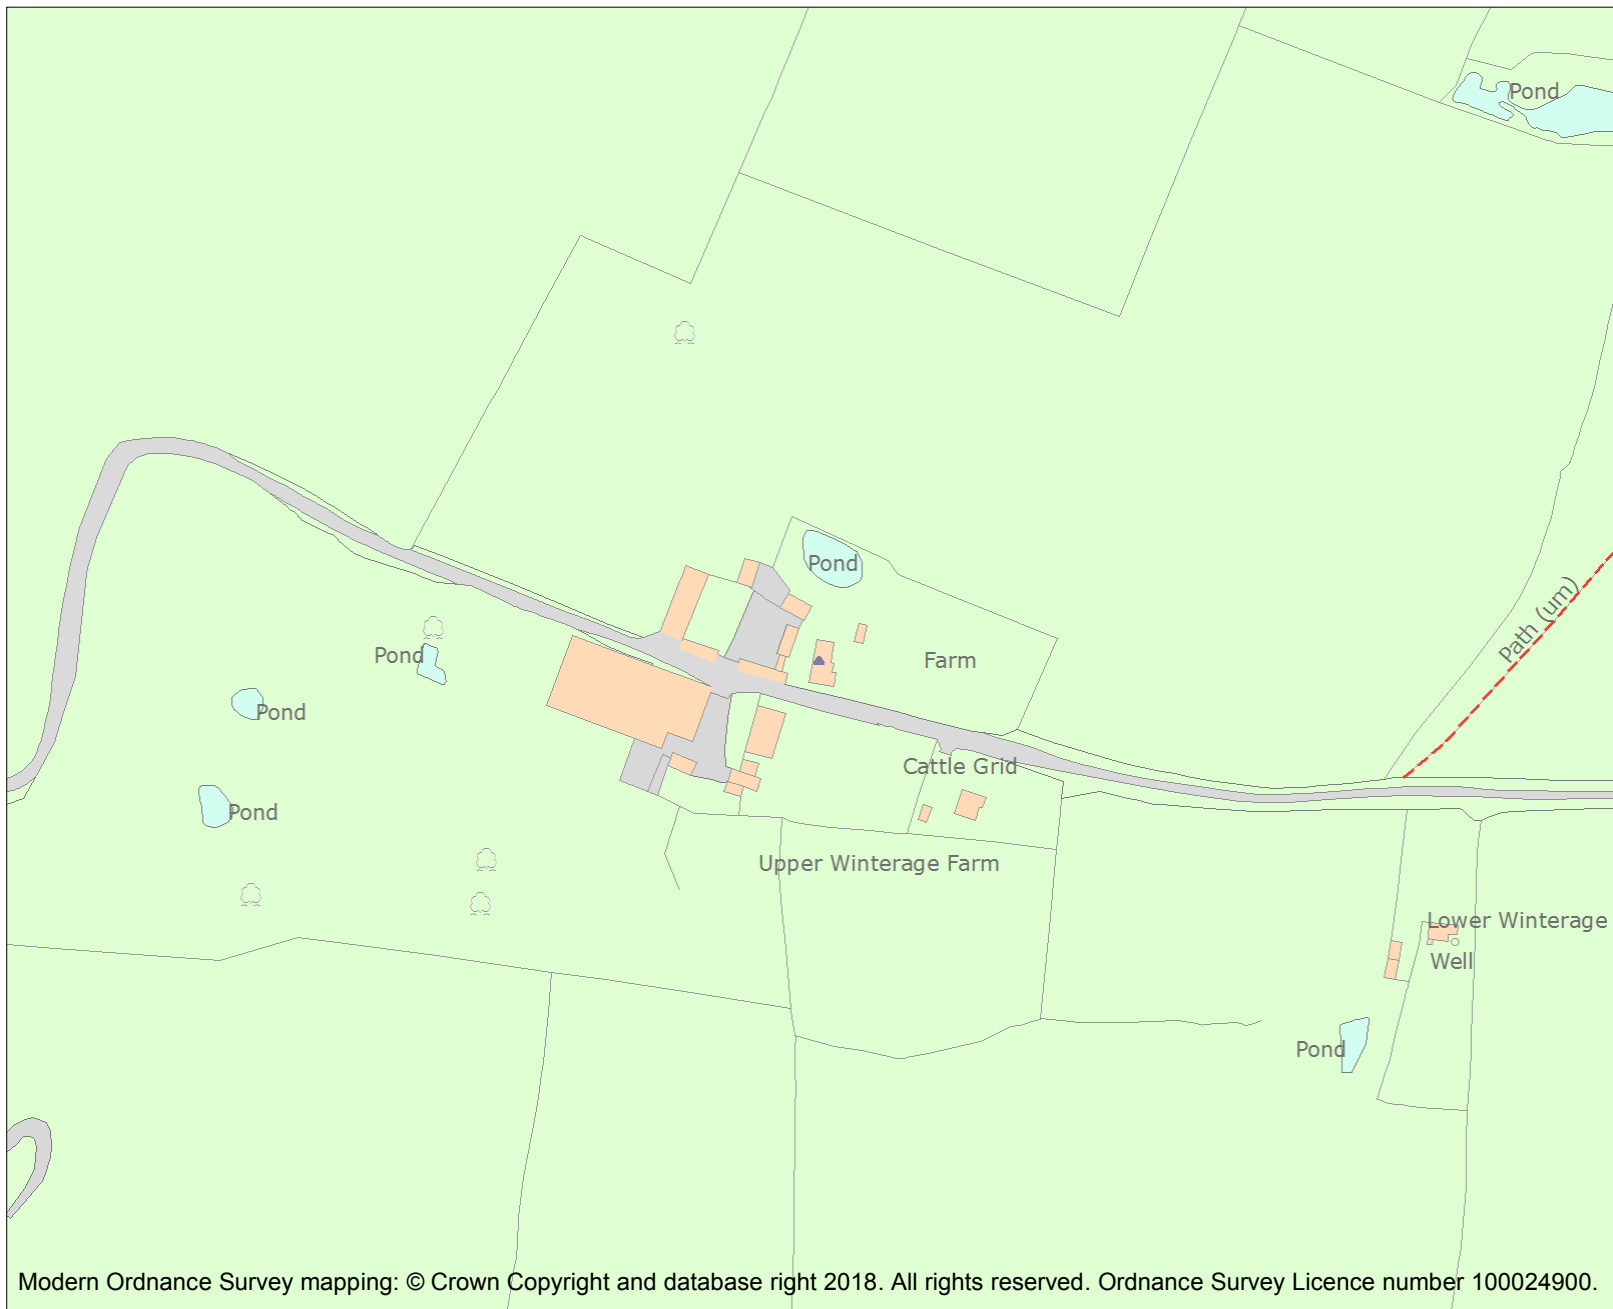 Pond
Pond
Path (um)
Pond
Farm
Pond
Cattle Grid
Pond
Upper Winterage Farm
Lower Winterage
Well
Pond
Modern Ordnance Survey mapping: © Crown Copyright and database right 2018. All rights reserved. Ordnance Survey Licence number 100024900.